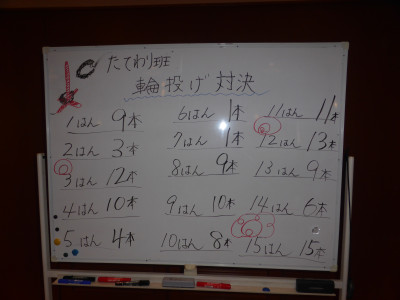 たてわり班
輪投げ対決
1はん 9本
2はん 3本
3はん 12本
4はん 10本
5はん 4本
6はん 1本
7はん 1本
8はん 9本
9はん 10本
10はん 8本
11はん 11本
12はん 13本
13はん 9本
14はん 6本
15はん 15本